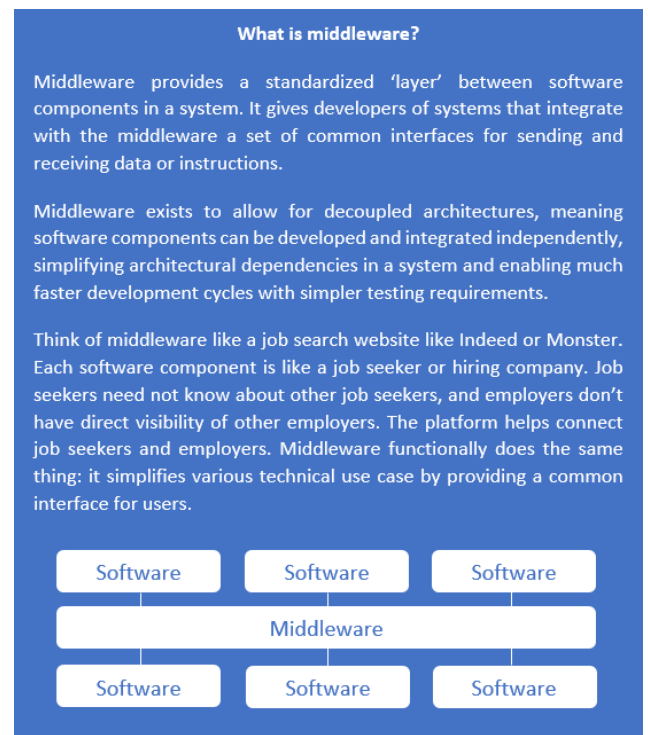 What is middleware?
Middleware provides a standardized ‘layer’ between software
components in a system. It gives developers of systems that integrate
with the middleware a set of common interfaces for sending and
receiving data or instructions.
Middleware exists to allow for decoupled architectures, meaning
software components can be developed and integrated independently,
simplifying architectural dependencies in a system and enabling much
faster development cycles with simpler testing requirements.
Think of middleware like a job search website like Indeed or Monster.
Each software component is like a job seeker or hiring company. Job
seekers need not know about other job seekers, and employers don’t
have direct visibility of other employers. The platform helps connect
job seekers and employers. Middleware functionally does the same
thing: it simplifies various technical use case by providing a common
interface for users.
Software Software Software
Middleware
Software Software Software